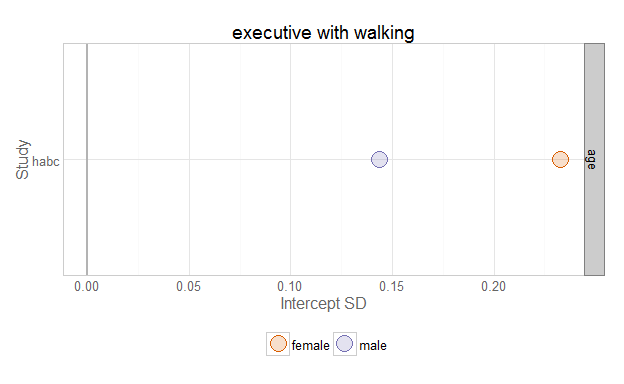 executive with walking
Study
habc
age
0.00 0.05 0.10 0.15 0.20
Intercept SD
female male